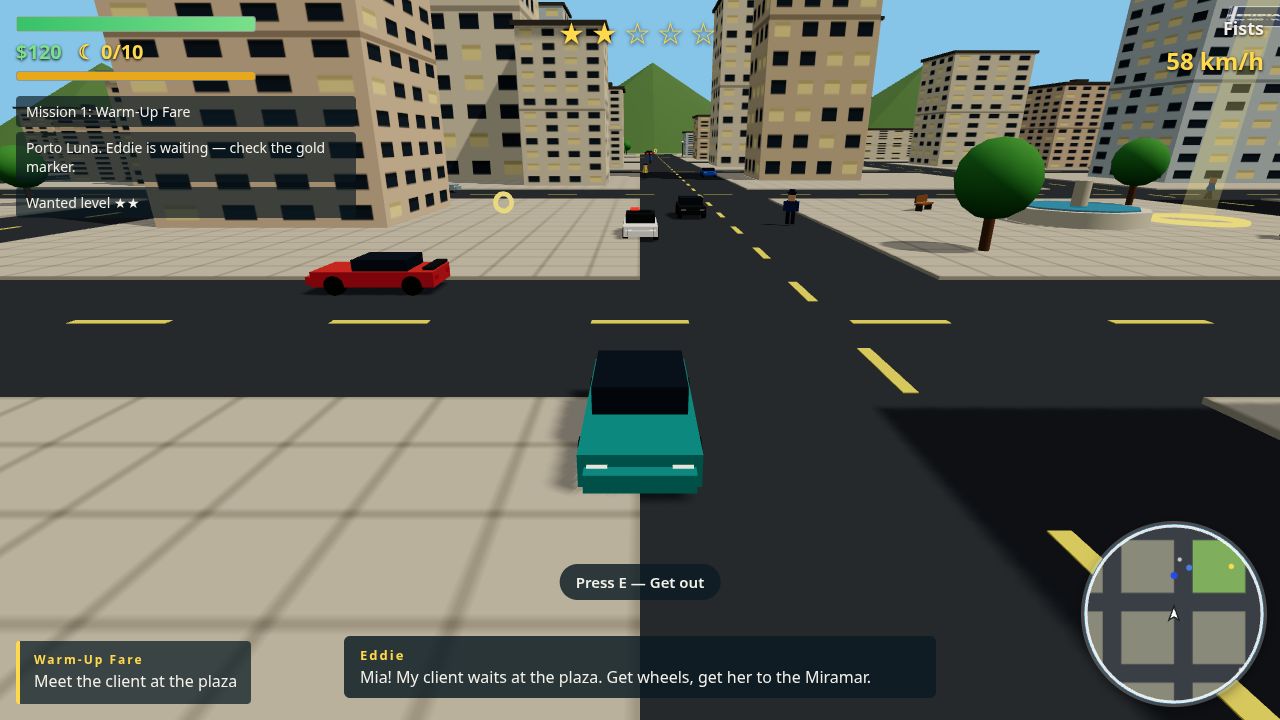 $120 ☾ 0/10
Fists
58 km/h
Mission 1: Warm-Up Fare
Porto Luna. Eddie is waiting — check the gold
marker.
Wanted level ★★
Press E — Get out
Warm-Up Fare
Meet the client at the plaza
Eddie
Mia! My client waits at the plaza. Get wheels, get her to the Miramar.